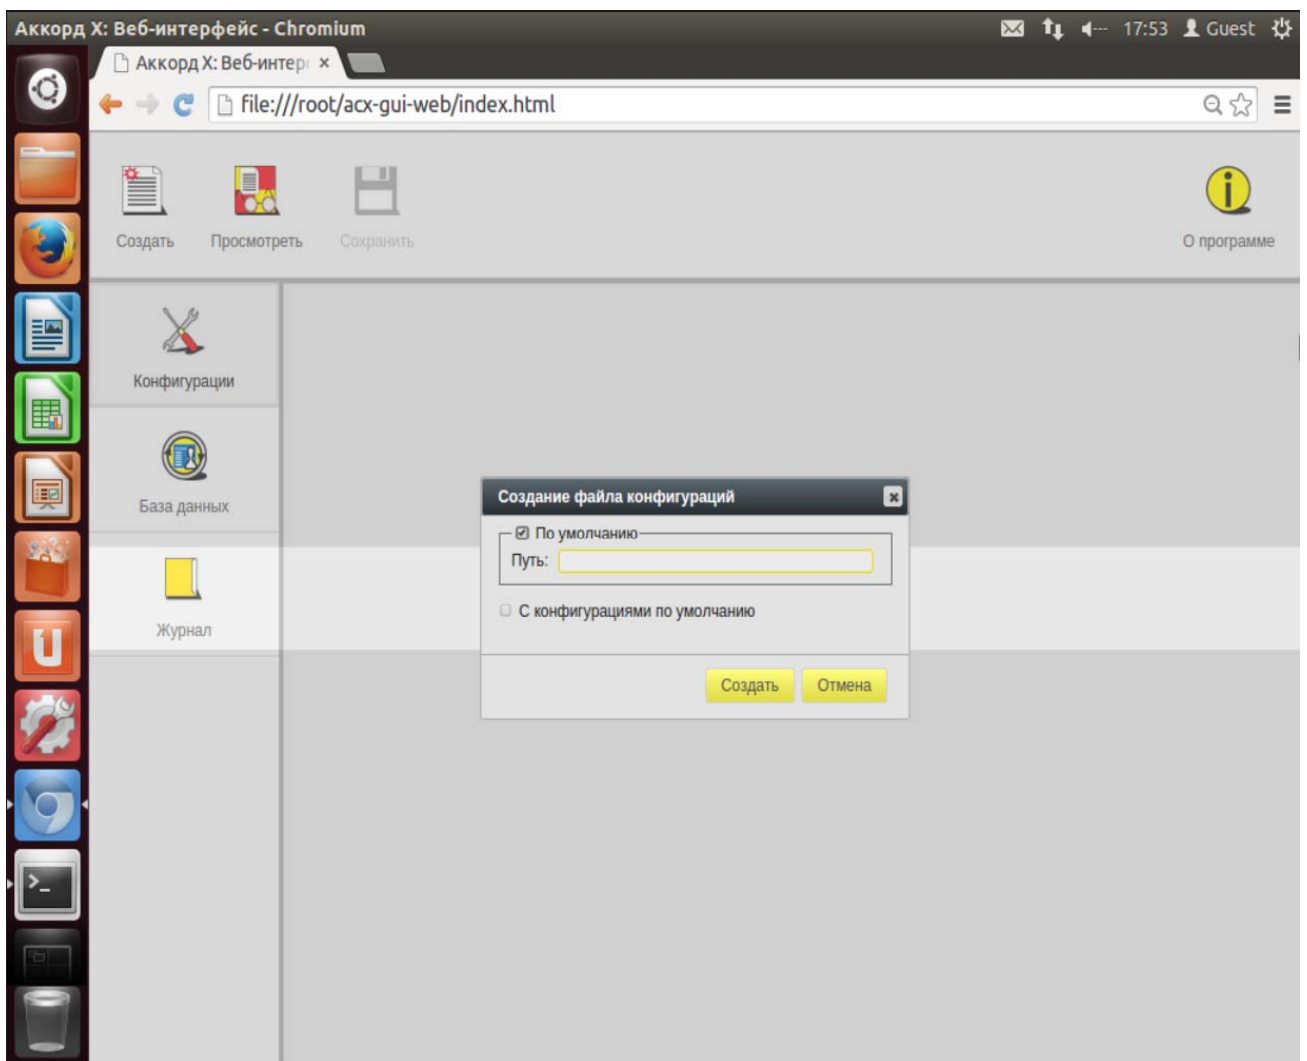 Аккорд X: Веб-интерфейс - Chromium
17:53 Guest
Аккорд X: Веб-интер
file:///root/acx-gui-web/index.html
Создать Просмотреть Сохранить О программе
Конфигурации
База данных
Журнал
Создание файла конфигураций
По умолчанию
Путь:
С конфигурациями по умолчанию
Создать Отмена